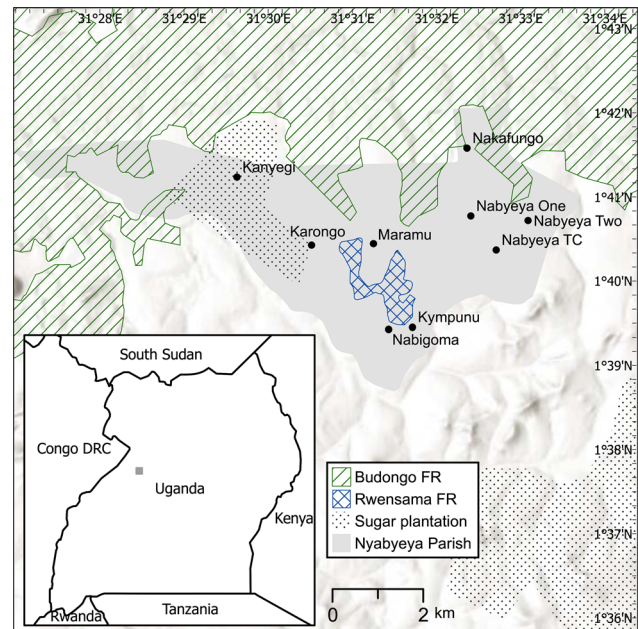 31°28'E 31°29'E 31°30'E 31°31'E 31°32'E 31°33'E 31°34'E
1°43'N
1°42'N
Nakafungo
Kanyegi
1°41'N
Nabyeya One
Nabyeya Two
Karongo
Maramu
Nabyeya TC
1°40'N
Kympunu
Nabigoma
1°39'N
South Sudan
Congo DRC
Uganda
Kenya
Rwanda
Tanzania
1°38'N
Budongo FR
Rwensama FR
Sugar plantation
Nyabyeya Parish
1°37'N
0 2 km
1°36'N